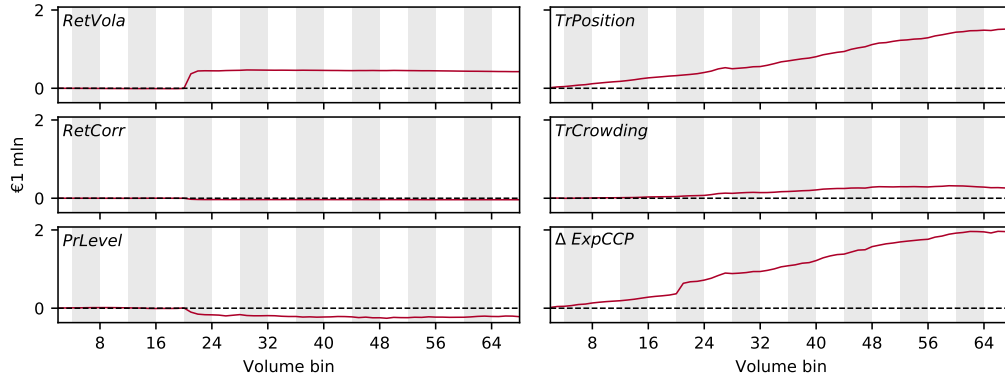 2
RetVola
0
TrPosition
2
RetCorr
0
TrCrowding
€1 mln
2
PrLevel
0
Δ ExpCCP
8 16 24 32 40 48 56 64
8 16 24 32 40 48 56 64
Volume bin
Volume bin